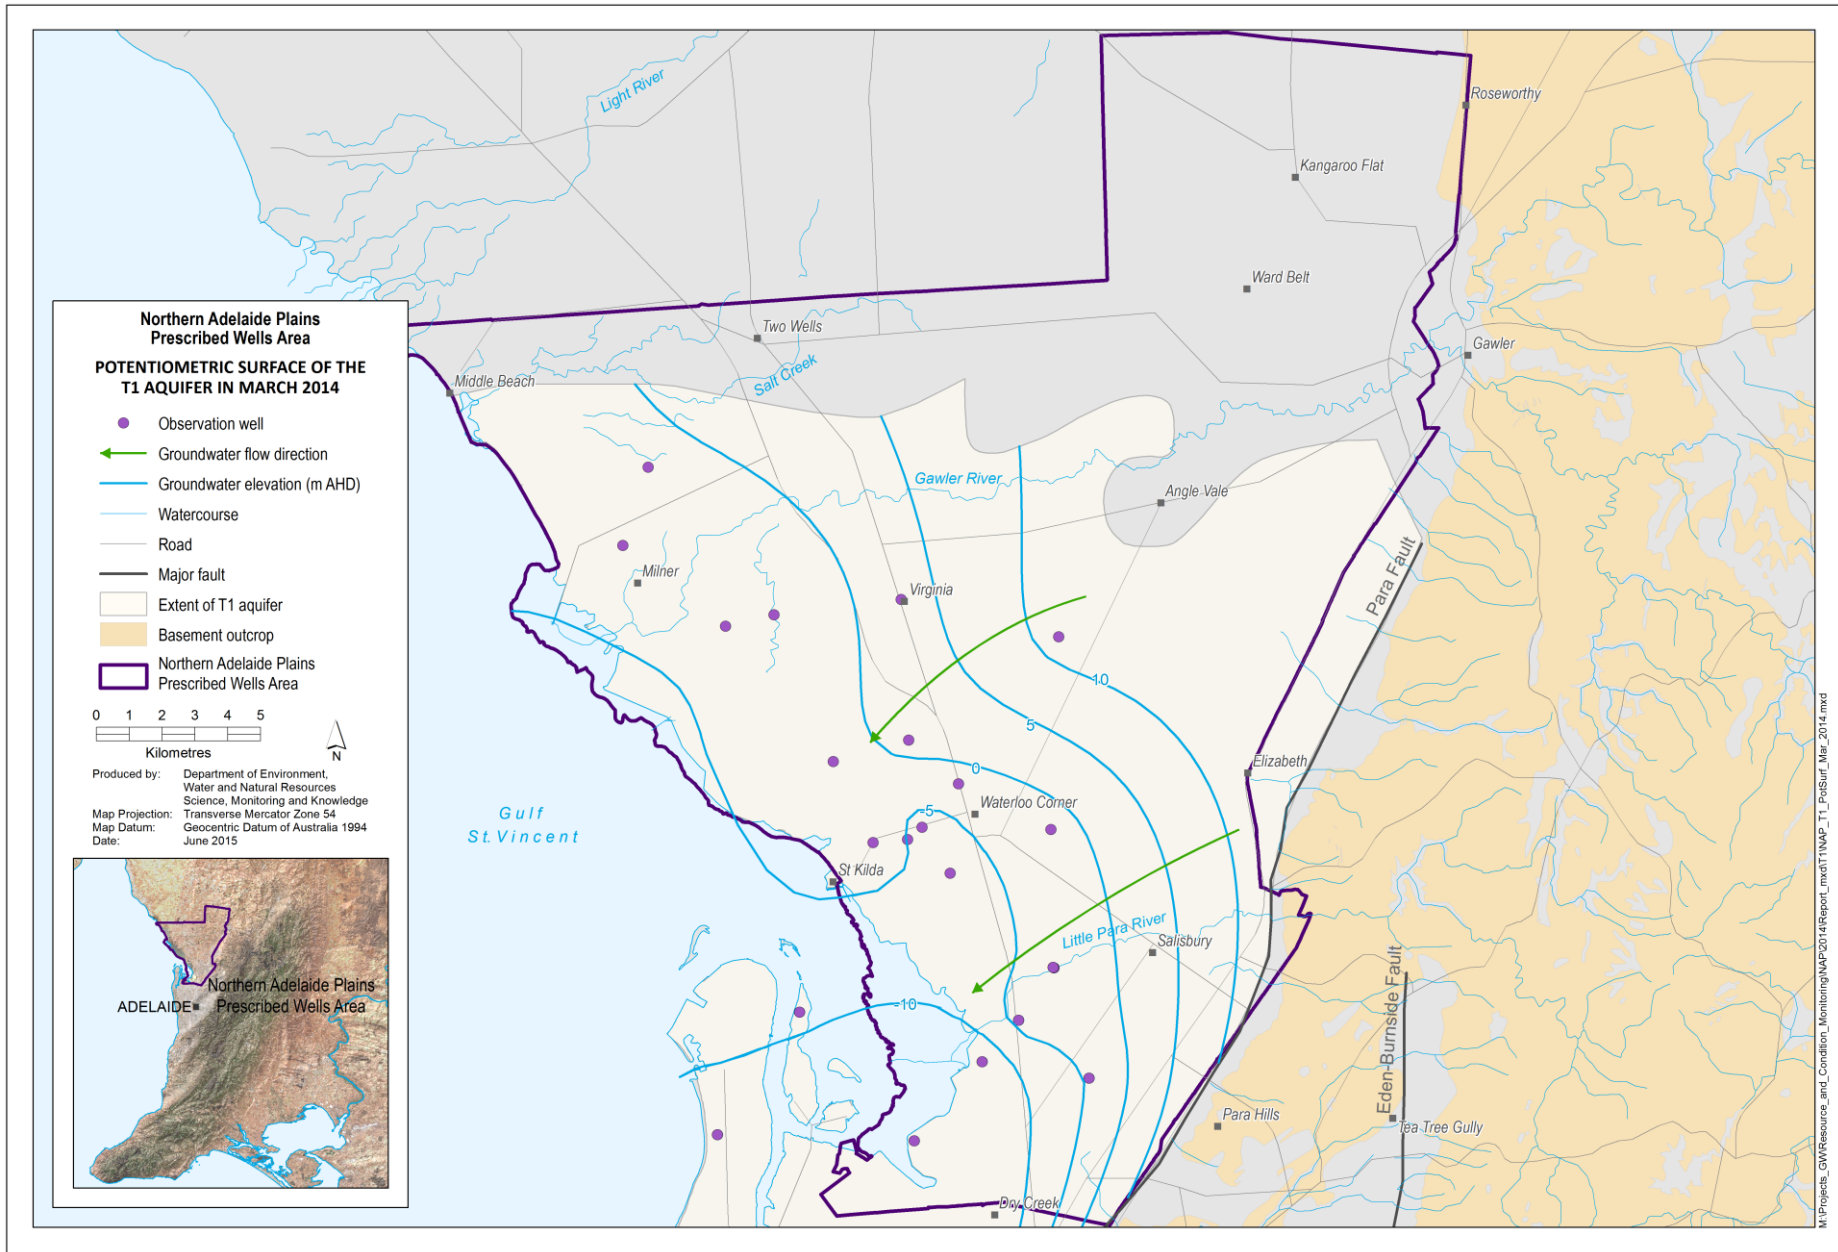 Northern Adelaide Plains
Prescribed Wells Area
POTENTIOMETRIC SURFACE OF THE
T1 AQUIFER IN MARCH 2014
Observation well
Groundwater flow direction
Groundwater elevation (m AHD)
Watercourse
Road
Major fault
Extent of T1 aquifer
Basement outcrop
Northern Adelaide Plains
Prescribed Wells Area
0 1 2 3 4 5
Kilometres
N
Produced by: Department of Environment,
Water and Natural Resources
Science, Monitoring and Knowledge
Map Projection: Transverse Mercator Zone 54
Map Datum: Geocentric Datum of Australia 1994
Date: June 2015
ADELAIDE
Northern Adelaide Plains
Prescribed Wells Area
Light River
Roseworthy
Kangaroo Flat
Ward Belt
Two Wells
Gawler
Salt Creek
Middle Beach
Gawler River
Angle Vale
Para Fault
Milner
Virginia
10
5
0
Elizabeth
Waterloo Corner
-5
Gulf
St. Vincent
St Kilda
Little Para River
Salisbury
-10
Eden-Burnside Fault
Para Hills
Tea Tree Gully
Dry Creek
M:\Projects_GW\Resource_and_Condition_Monitoring\NAP\2014\Report_mxd\T1\NAP_T1_PotSurf_Mar_2014.mxd